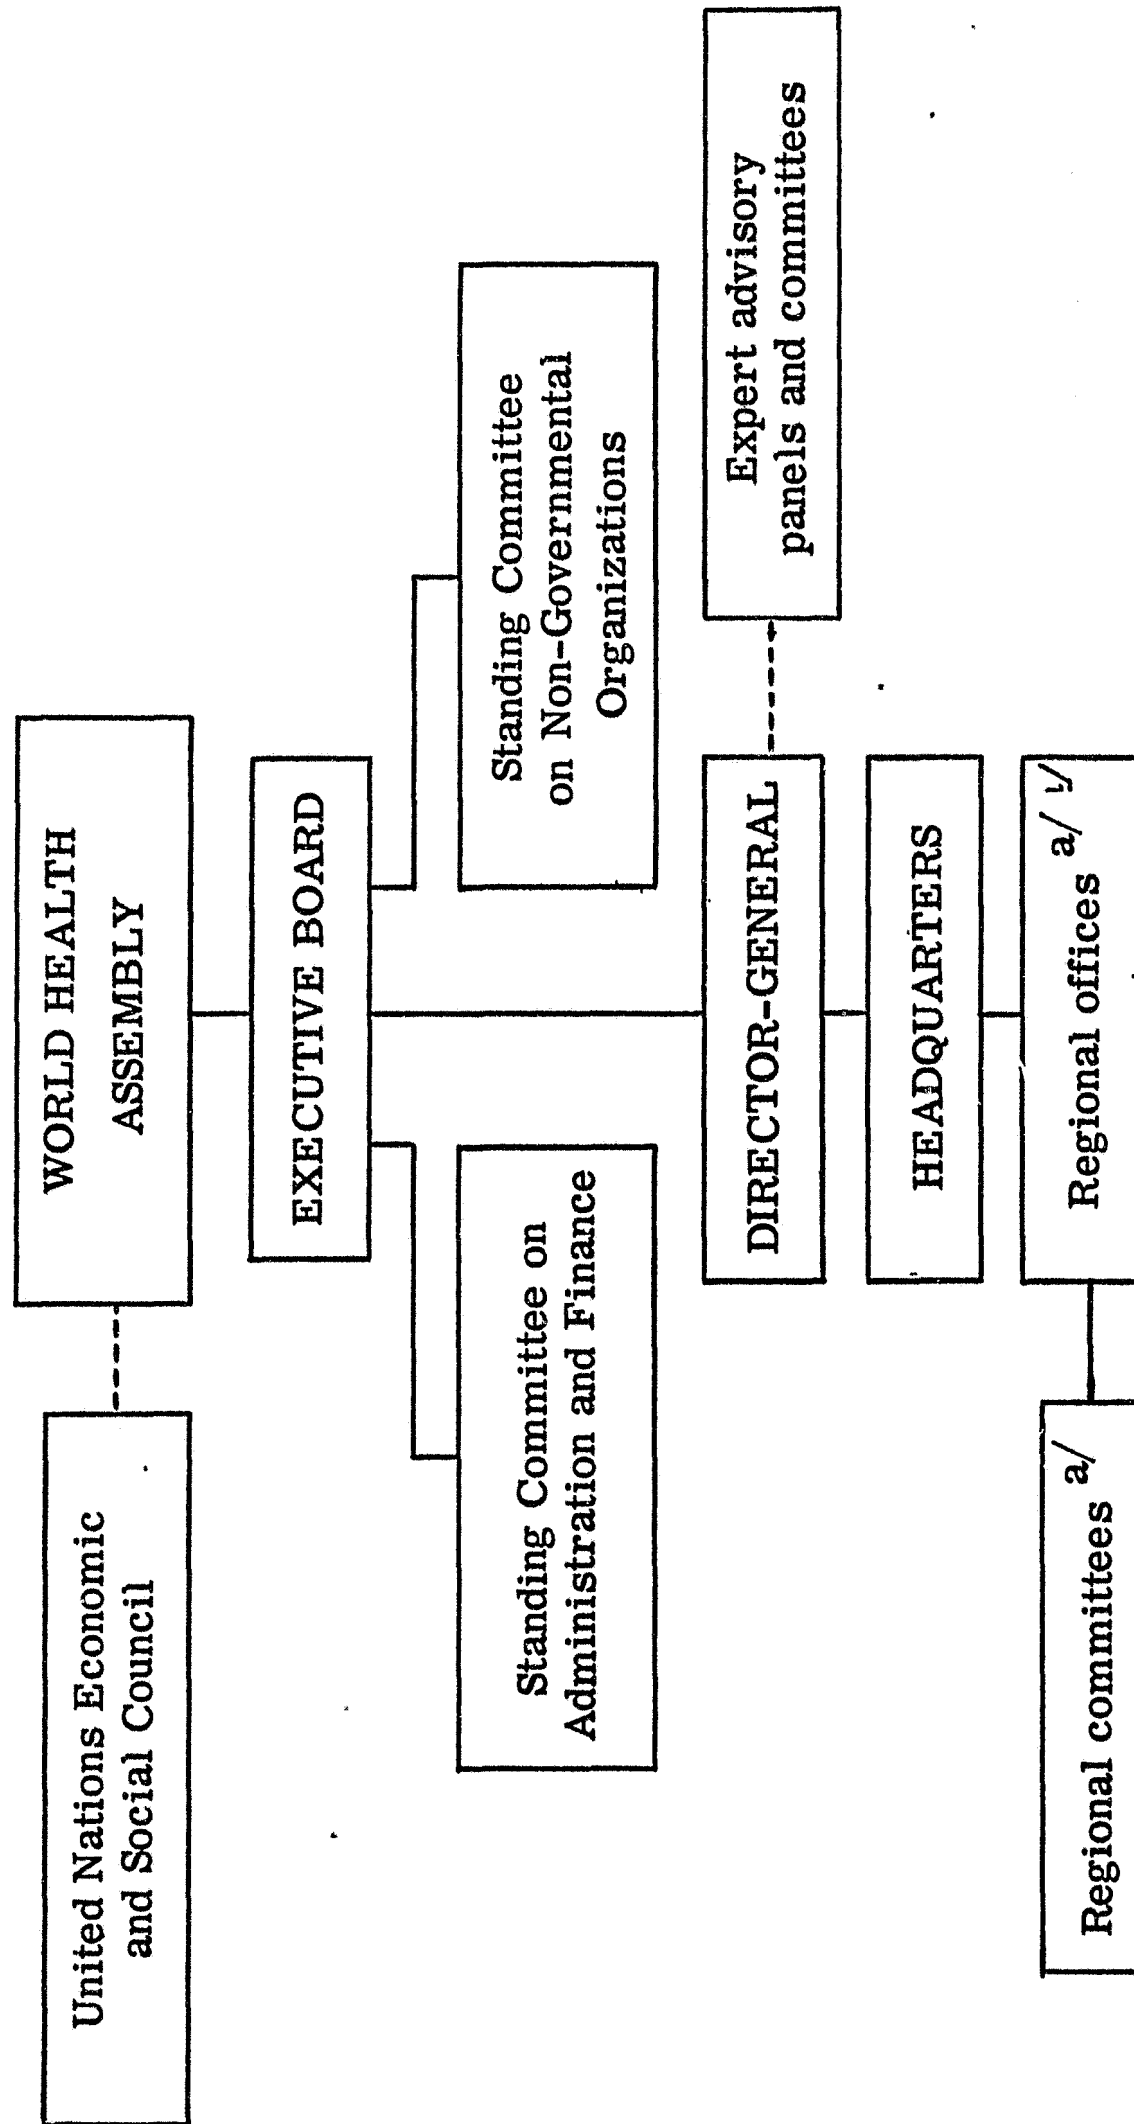 United Nations Economic
and Social Council
WORLD HEALTH
ASSEMBLY
EXECUTIVE BOARD
Standing Committee on
Administration and Finance
Standing Committee
on Non-Governmental
Organizations
DIRECTOR-GENERAL
Expert advisory
panels and committees
HEADQUARTERS
Regional committees a/
Regional offices a/